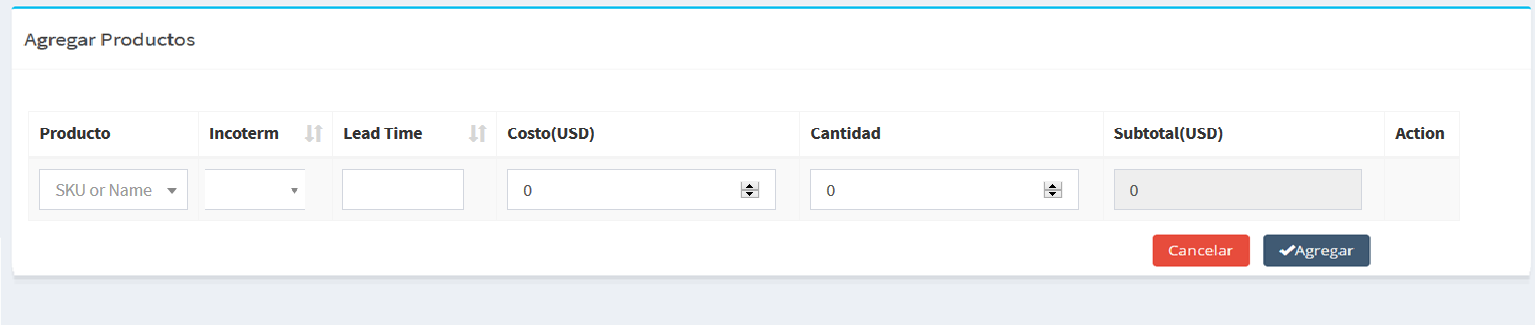 Agregar Productos
Producto Incoterm Lead Time Costo(USD) Cantidad Subtotal(USD) Action
SKU or Name 0 0 0
Cancelar Agregar